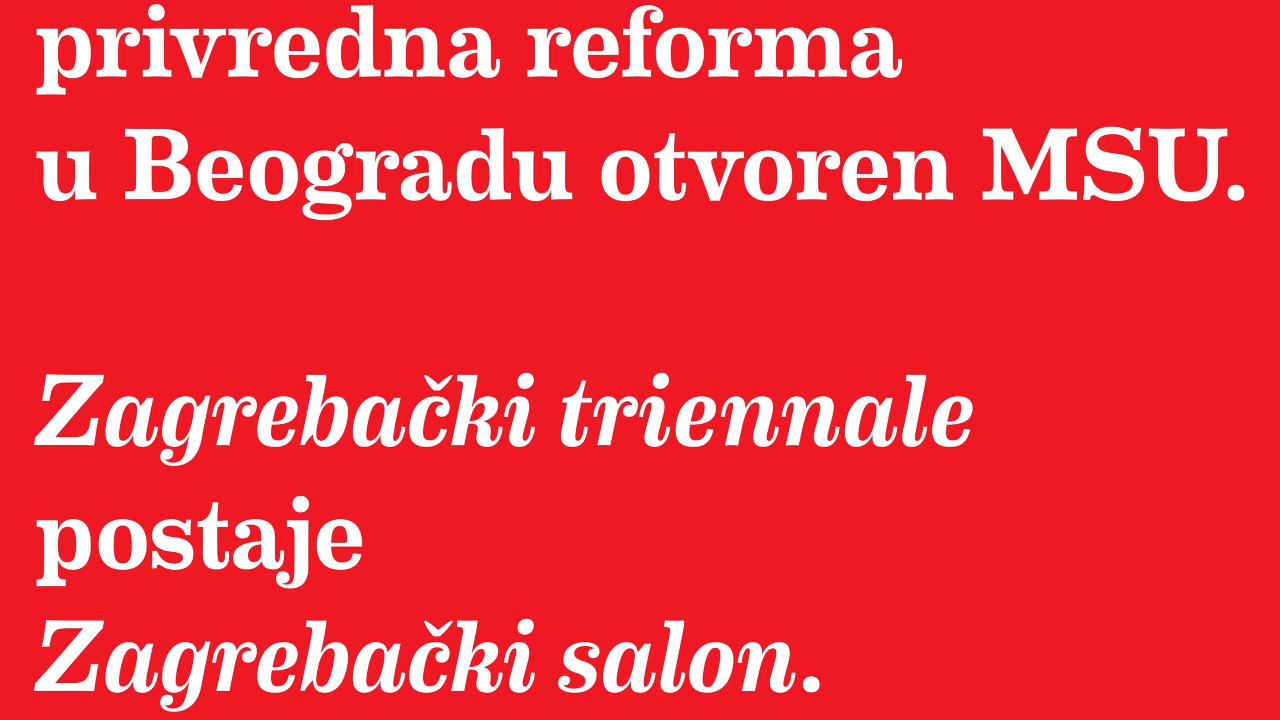 privredna reforma
u Beogradu otvoren MSU.
Zagrebački triennale
postaje
Zagrebački salon.